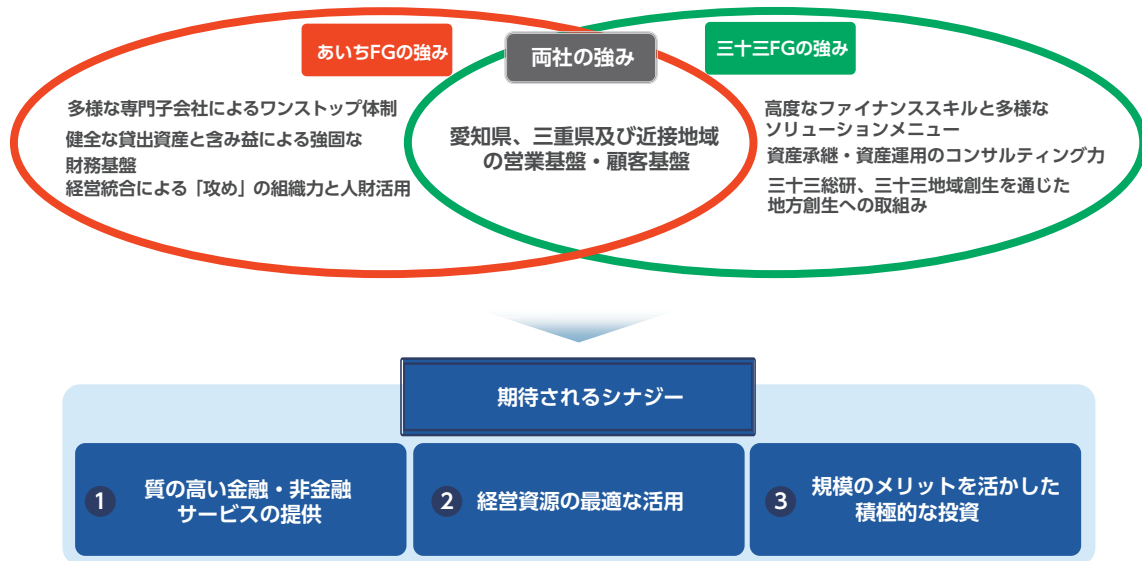 あいちFGの強み
両社の強み
三十三FGの強み
多様な専門子会社によるワンストップ体制
健全な貸出資産と含み益による強固な
財務基盤
経営統合による「攻め」の組織力と人財活用
愛知県、三重県及び近接地域
の営業基盤・顧客基盤
高度なファイナンススキルと多様な
ソリューションメニュー
資産承継・資産運用のコンサルティング力
三十三総研、三十三地域創生を通じた
地方創生への取組み
期待されるシナジー
1
質の高い金融・非金融
サービスの提供
2
経営資源の最適な活用
3
規模のメリットを活かした
積極的な投資